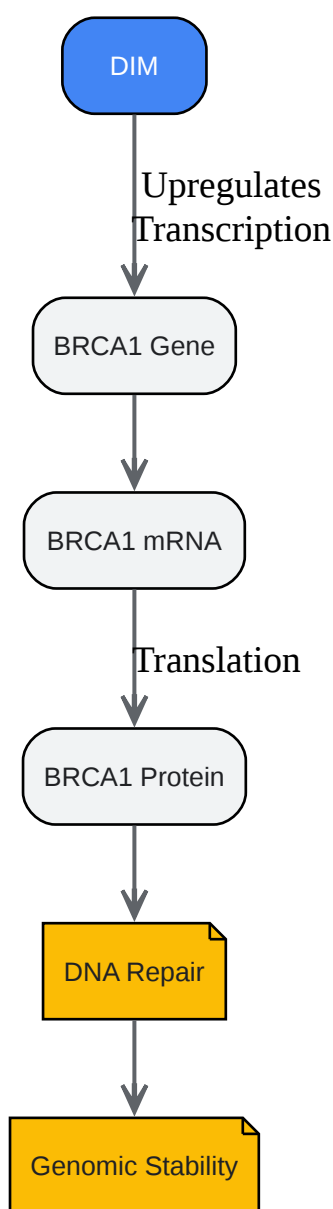 DIM
Upregulates
Transcription
BRCA1 Gene
BRCA1 mRNA
Translation
BRCA1 Protein
DNA Repair
Genomic Stability